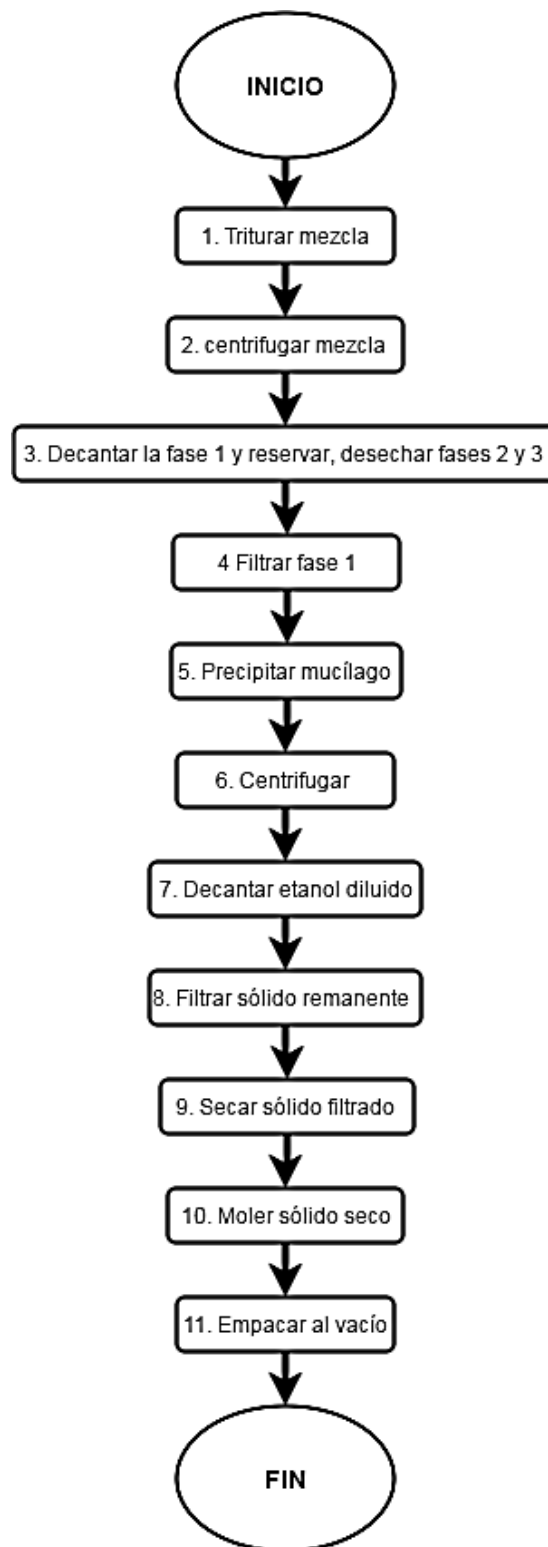 INICIO
1. Triturar mezcla
2. centrifugar mezcla
3. Decantar la fase 1 y reservar, desechar fases 2 y 3
4 Filtrar fase 1
5. Precipitar mucílago
6. Centrifugar
7. Decantar etanol diluido
8. Filtrar sólido remanente
9. Secar sólido filtrado
10. Moler sólido seco
11. Empacar al vacío
FIN